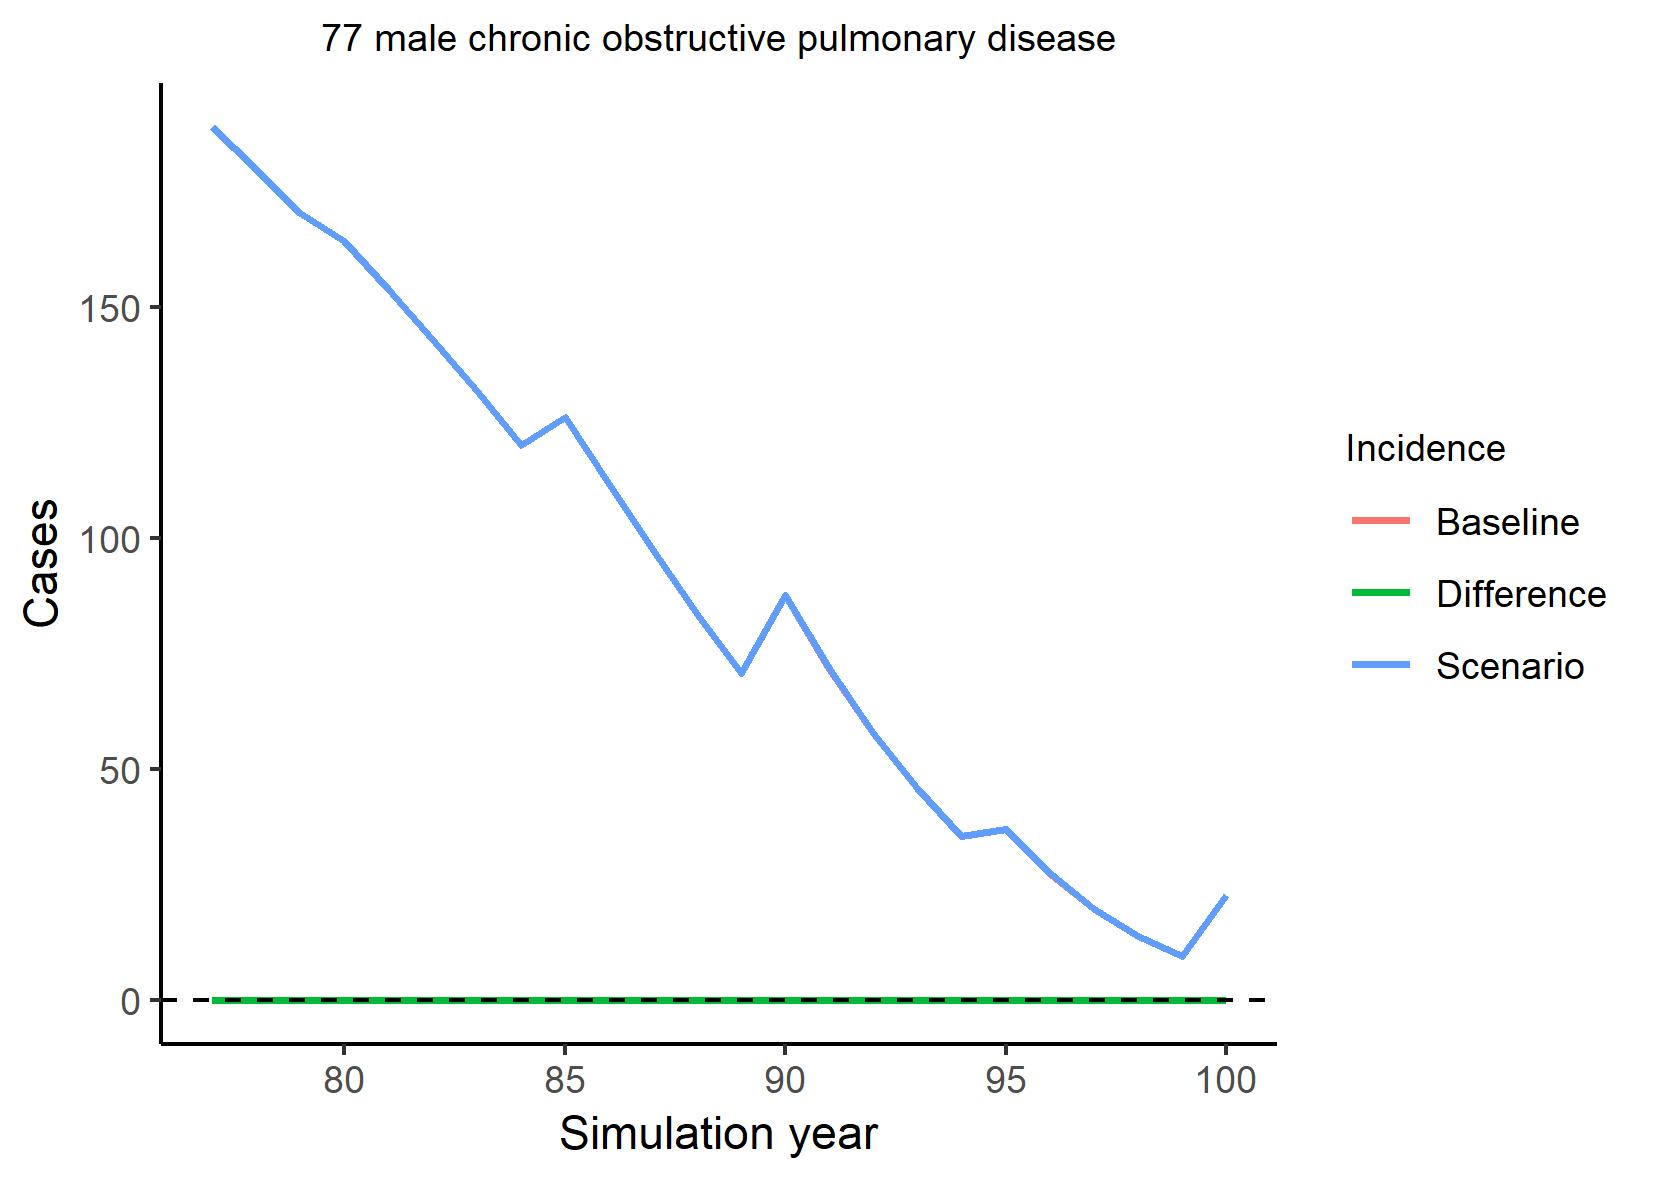 77 male chronic obstructive pulmonary disease
Cases
150
100
50
0
80 85 90 95 100
Simulation year
Incidence
Baseline
Difference
Scenario